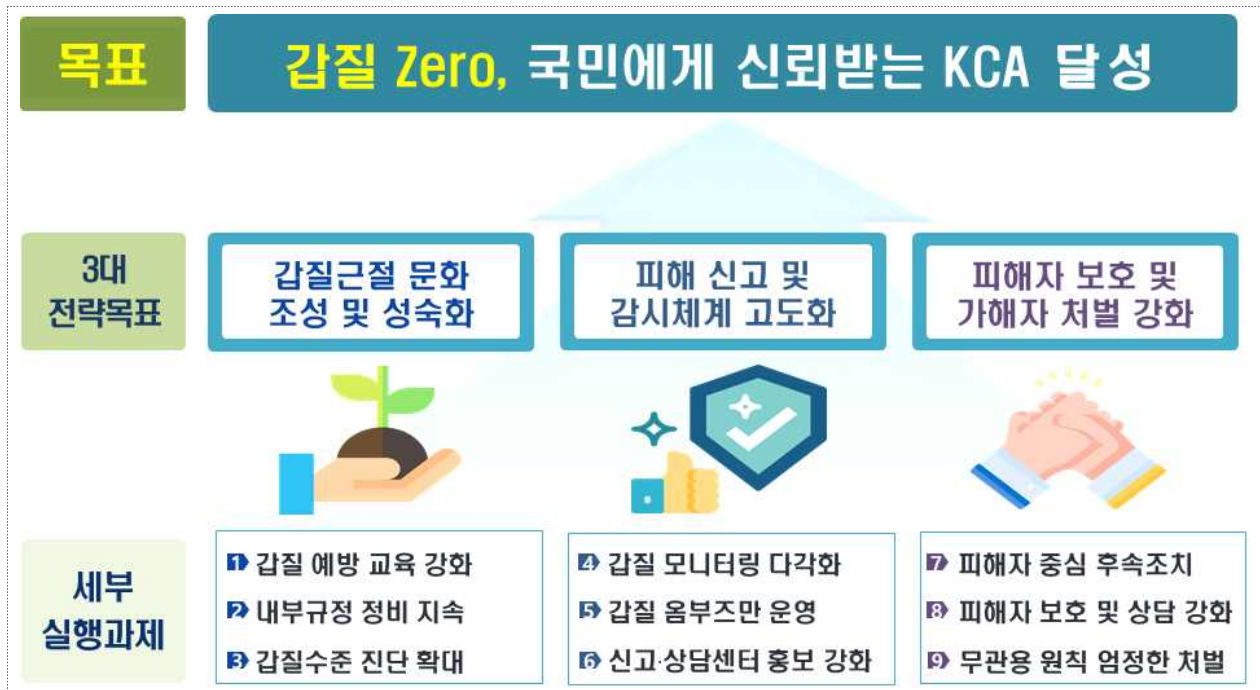 목표
갑질 Zero, 국민에게 신뢰받는 KCA 달성
3대
전략목표
갑질근절 문화
조성 및 성숙화
피해 신고 및
감시체계 고도화
피해자 보호 및
가해자 처벌 강화
세부
실행과제
1 갑질 예방 교육 강화
2 내부규정 정비 지속
3 갑질수준 진단 확대
4 갑질 모니터링 다각화
5 갑질 옴부즈만 운영
6 신고·상담센터 홍보 강화
7 피해자 중심 후속조치
8 피해자 보호 및 상담 강화
9 무관용 원칙 엄정한 처벌